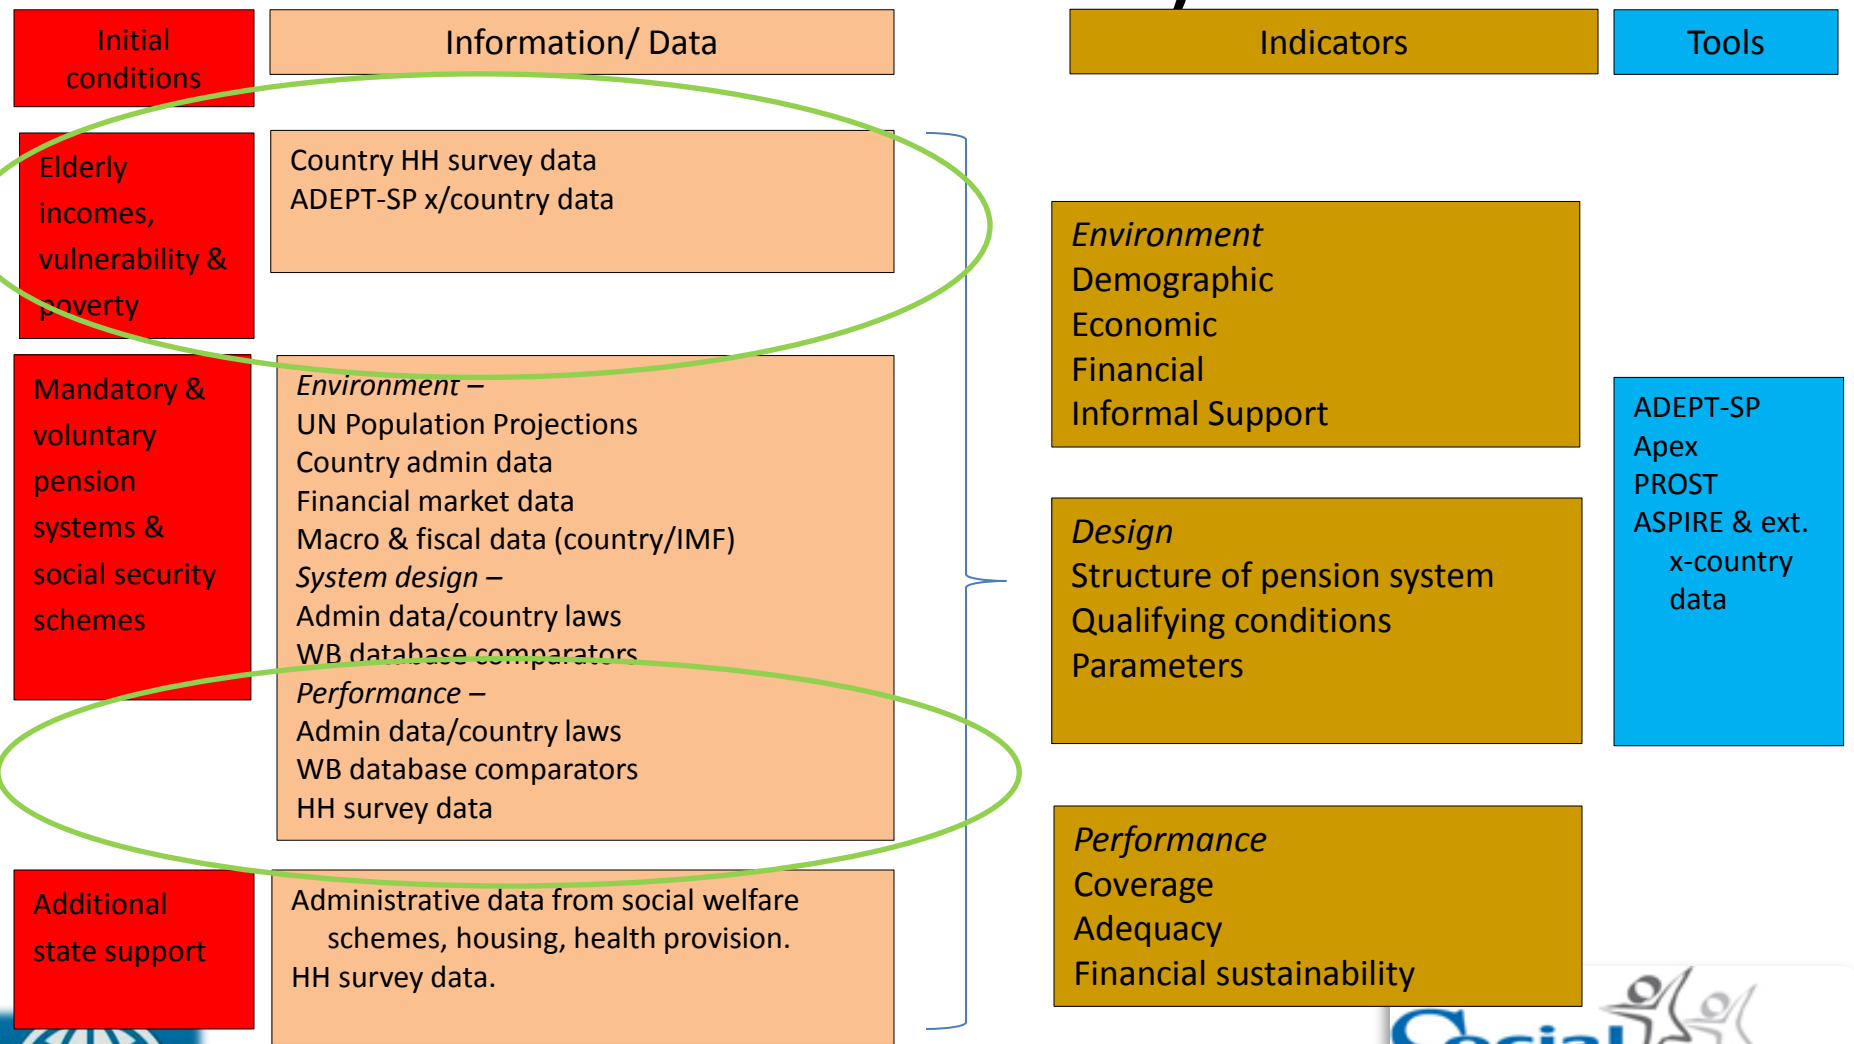 Initial
conditions
Information/ Data
Indicators
Tools
Elderly
incomes,
vulnerability &
poverty
Country HH survey data
ADEPT-SP x/country data
Mandatory &
voluntary
pension
systems &
social security
schemes
Environment –
UN Population Projections
Country admin data
Financial market data
Macro & fiscal data (country/IMF)
System design –
Admin data/country laws
WB database comparators
Performance –
Admin data/country laws
WB database comparators
HH survey data
Additional
state support
Administrative data from social welfare
schemes, housing, health provision.
HH survey data.
Environment
Demographic
Economic
Financial
Informal Support
Design
Structure of pension system
Qualifying conditions
Parameters
Performance
Coverage
Adequacy
Financial sustainability
ADEPT-SP
Apex
PROST
ASPIRE & ext.
x-country
data
Social